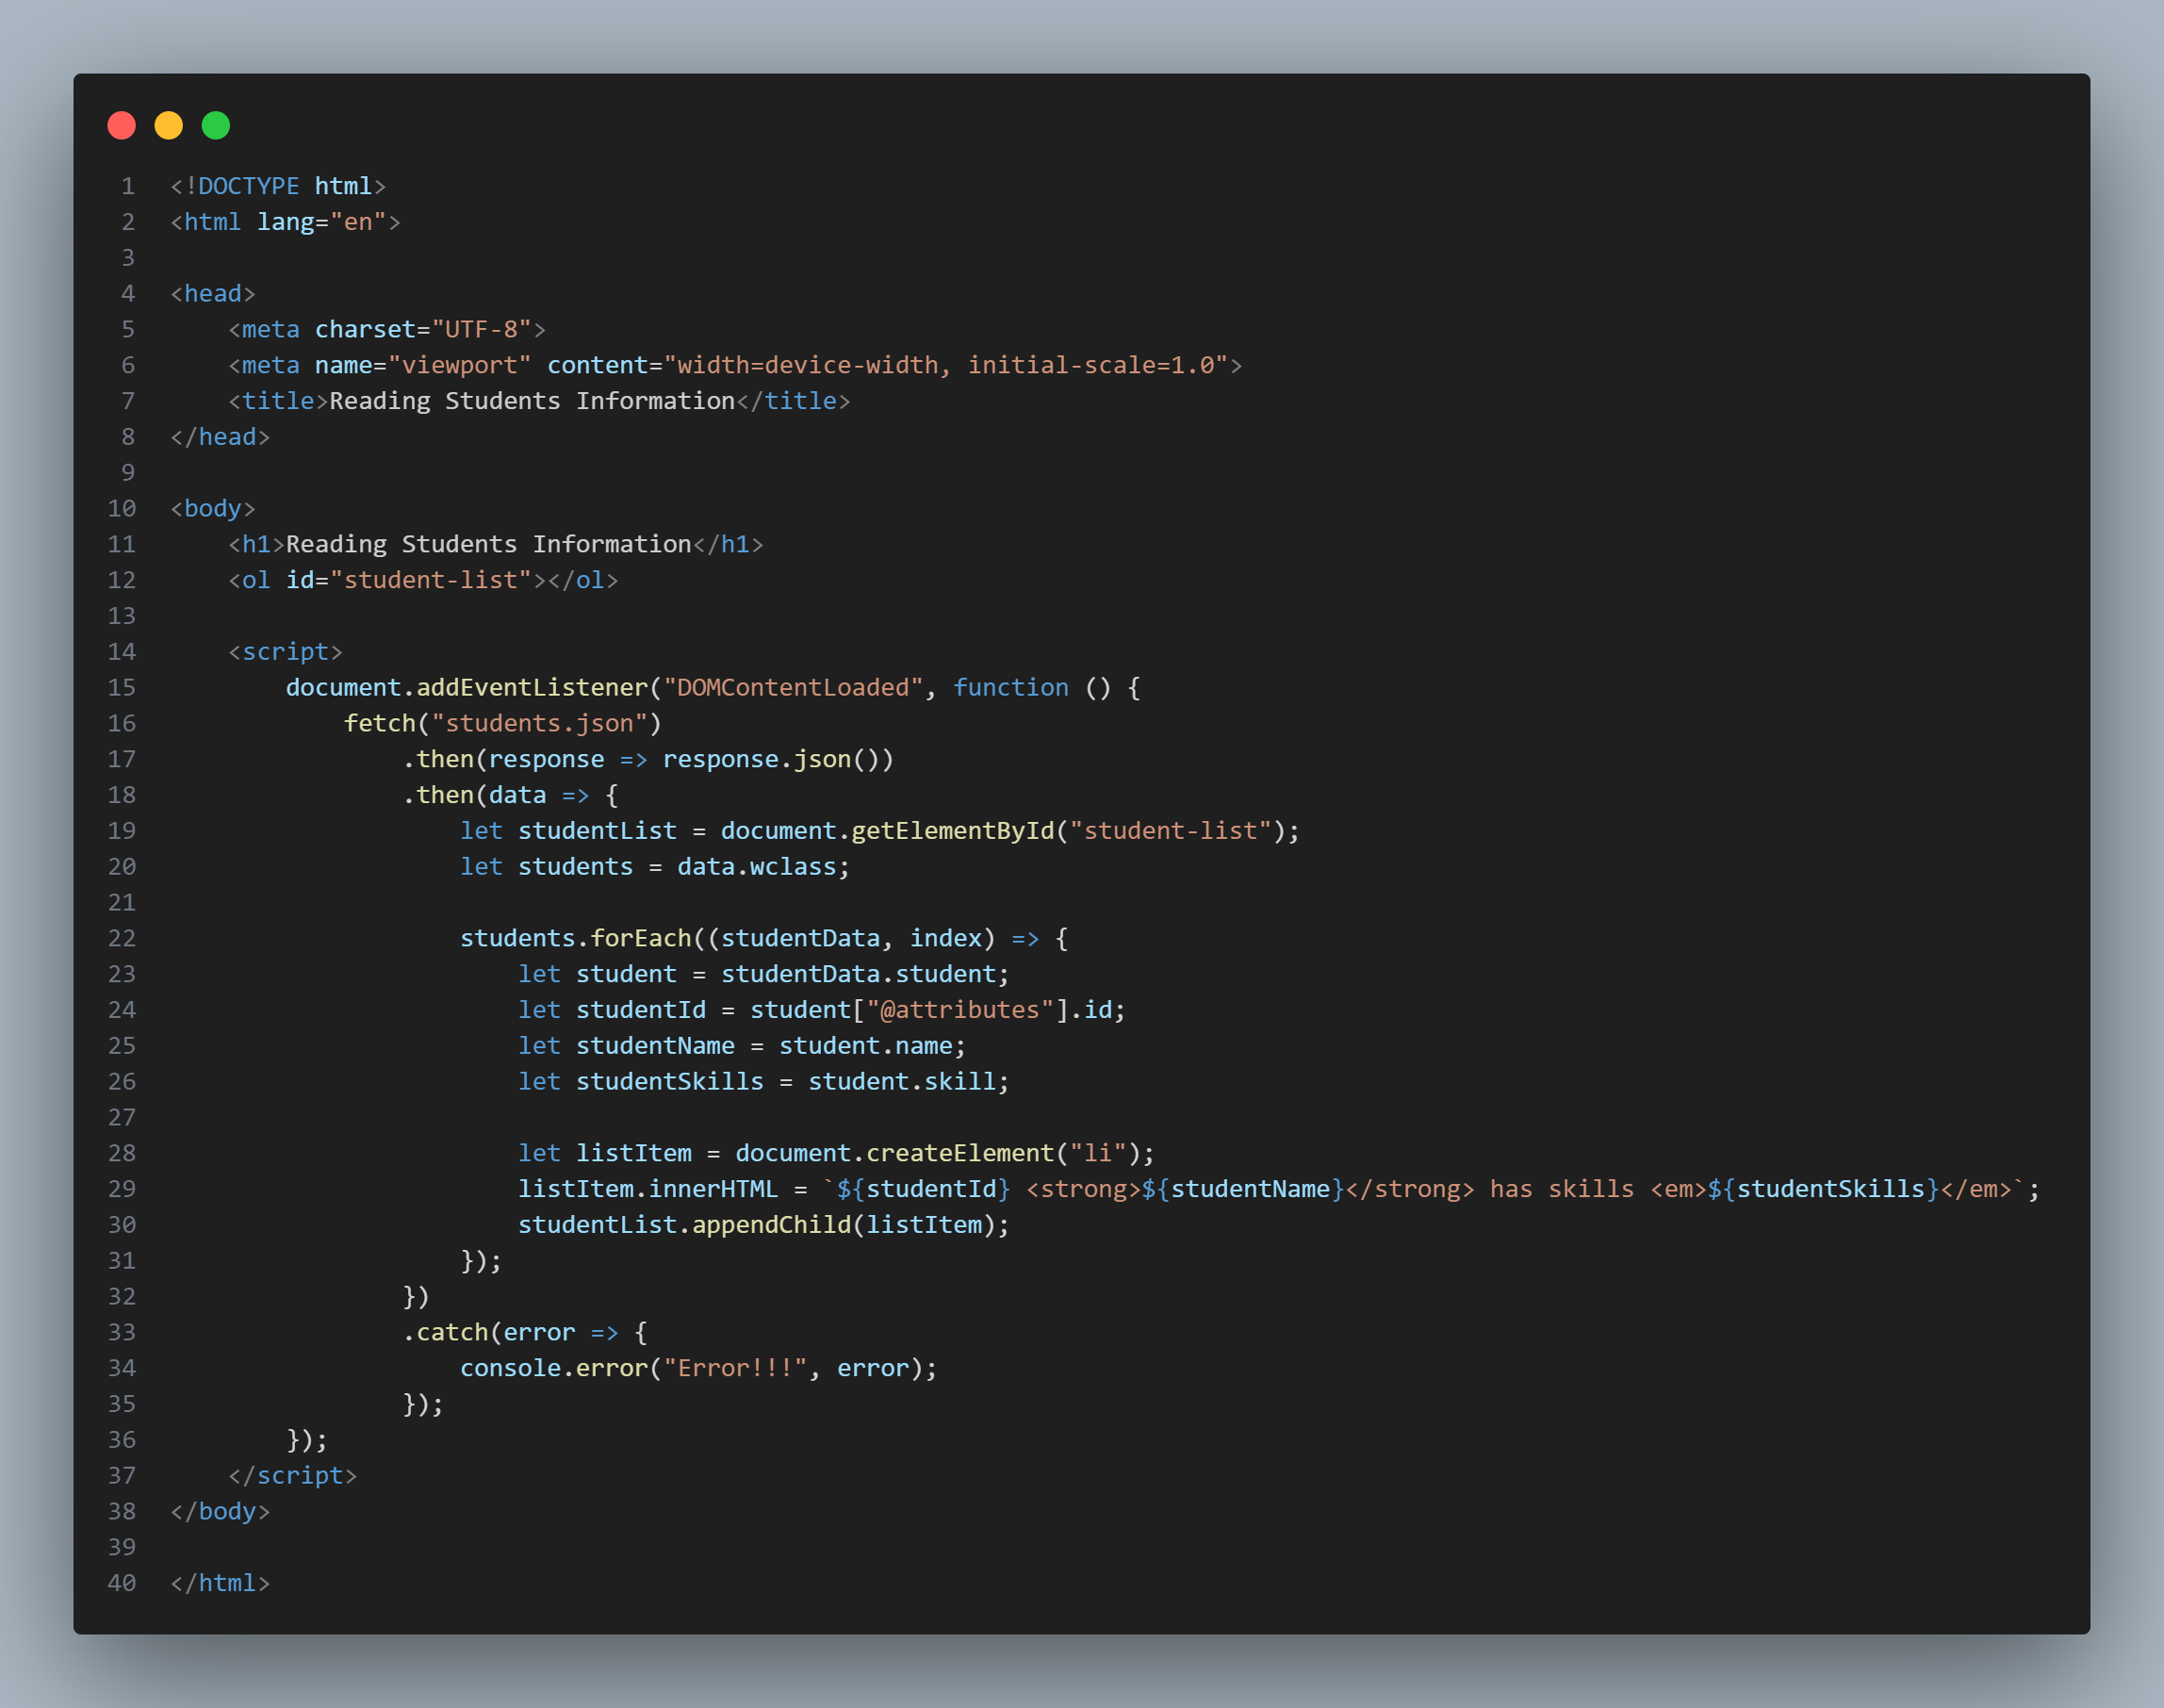 1 <!DOCTYPE html>
2 <html lang="en">
3
4 <head>
5     <meta charset="UTF-8">
6     <meta name="viewport" content="width=device-width, initial-scale=1.0">
7     <title>Reading Students Information</title>
8 </head>
9
10 <body>
11     <h1>Reading Students Information</h1>
12     <ol id="student-list"></ol>
13
14     <script>
15         document.addEventListener("DOMContentLoaded", function () {
16             fetch("students.json")
17                 .then(response => response.json())
18                 .then(data => {
19                     let studentList = document.getElementById("student-list");
20                     let students = data.wclass;
21
22                     students.forEach((studentData, index) => {
23                         let student = studentData.student;
24                         let studentId = student["@attributes"].id;
25                         let studentName = student.name;
26                         let studentSkills = student.skill;
27
28                         let listItem = document.createElement("li");
29                         listItem.innerHTML = `${studentId} <strong>${studentName}</strong> has skills <em>${studentSkills}</em>`;
30                         studentList.appendChild(listItem);
31                     });
32                 })
33                 .catch(error => {
34                     console.error("Error!!!", error);
35                 });
36         });
37     </script>
38 </body>
39
40 </html>